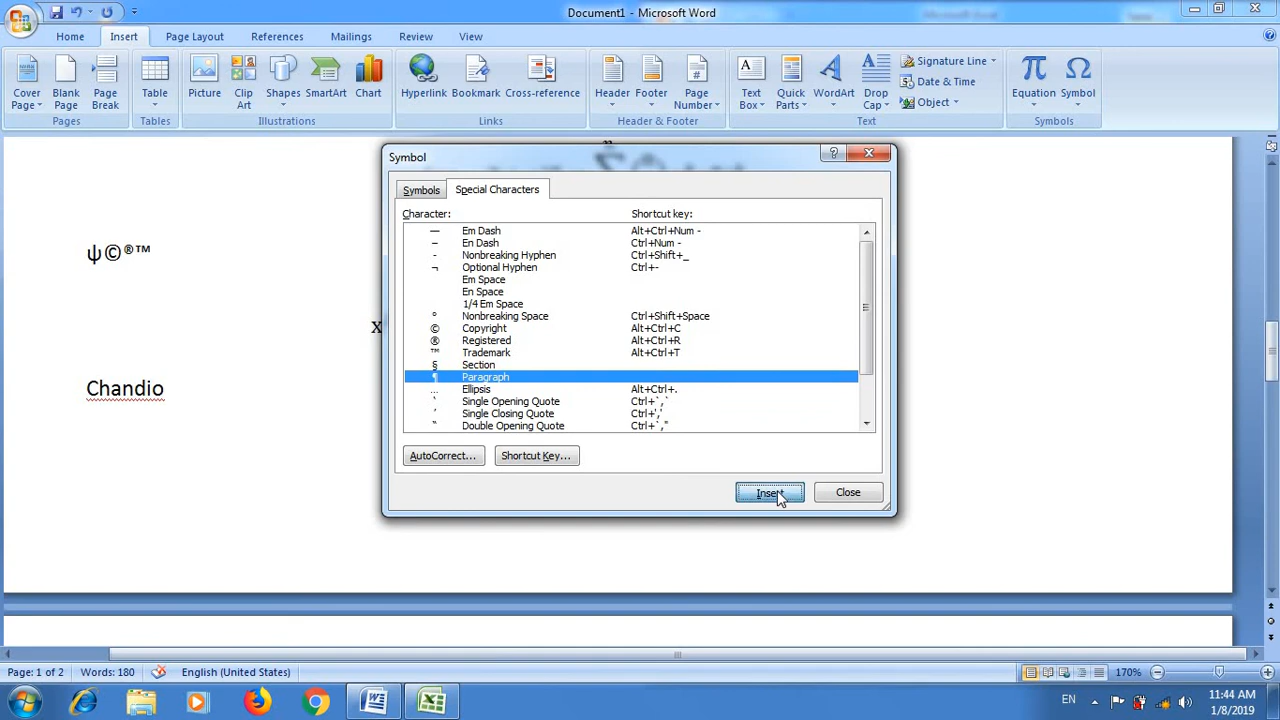 Document1 - Microsoft Word
Home Insert Page Layout References Mailings Review View
Cover Page Blank Page Page Break Table Picture Clip Art Shapes SmartArt Chart Hyperlink Bookmark Cross-reference Header Footer Page Number Text Box Quick Parts WordArt Drop Cap Signature Line Date & Time Object Equation Symbol
Pages Tables Illustrations Links Header & Footer Text Symbols
Symbol
Symbols Special Characters
Character: Shortcut key:
— Em Dash Alt+Ctrl+Num -
– En Dash Ctrl+Num -
- Nonbreaking Hyphen Ctrl+Shift+_
¬ Optional Hyphen Ctrl+-
Em Space
En Space
1/4 Em Space
° Nonbreaking Space Ctrl+Shift+Space
© Copyright Alt+Ctrl+C
® Registered Alt+Ctrl+R
™ Trademark Alt+Ctrl+T
§ Section
¶ Paragraph
… Ellipsis Alt+Ctrl+.
‘ Single Opening Quote Ctrl+`,`
’ Single Closing Quote Ctrl+','
“ Double Opening Quote Ctrl+`,"
AutoCorrect... Shortcut Key...
Insert Close
ψ©®™
x
Chandio
Page: 1 of 2 Words: 180 English (United States) 170%
EN 11:44 AM
1/8/2019